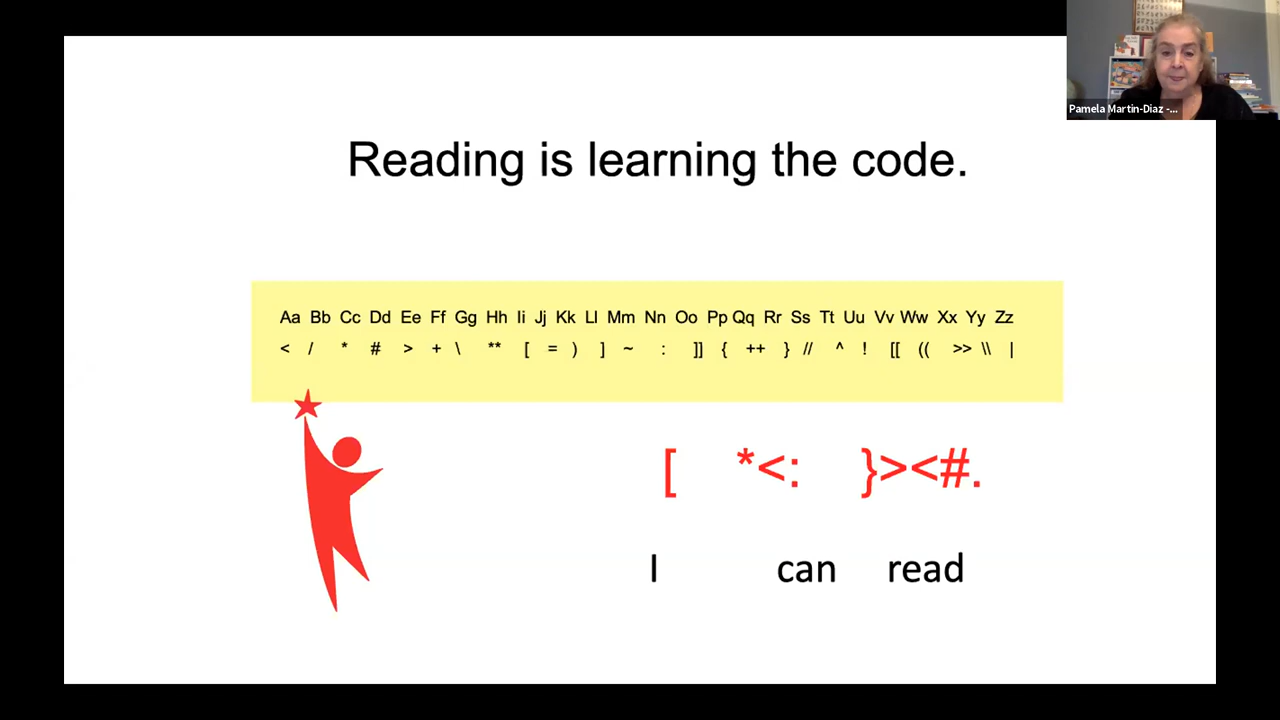 Pamela Martin-Diaz -...
Reading is learning the code.
Aa Bb Cc Dd Ee Ff Gg Hh Ii Jj Kk Ll Mm Nn Oo Pp Qq Rr Ss Tt Uu Vv Ww Xx Yy Zz
< / * # > + \ ** [ = ) ] ~ : ]] { ++ } // ^ ! [[ (( >> \\ |
[ *<: }><#.
I can read